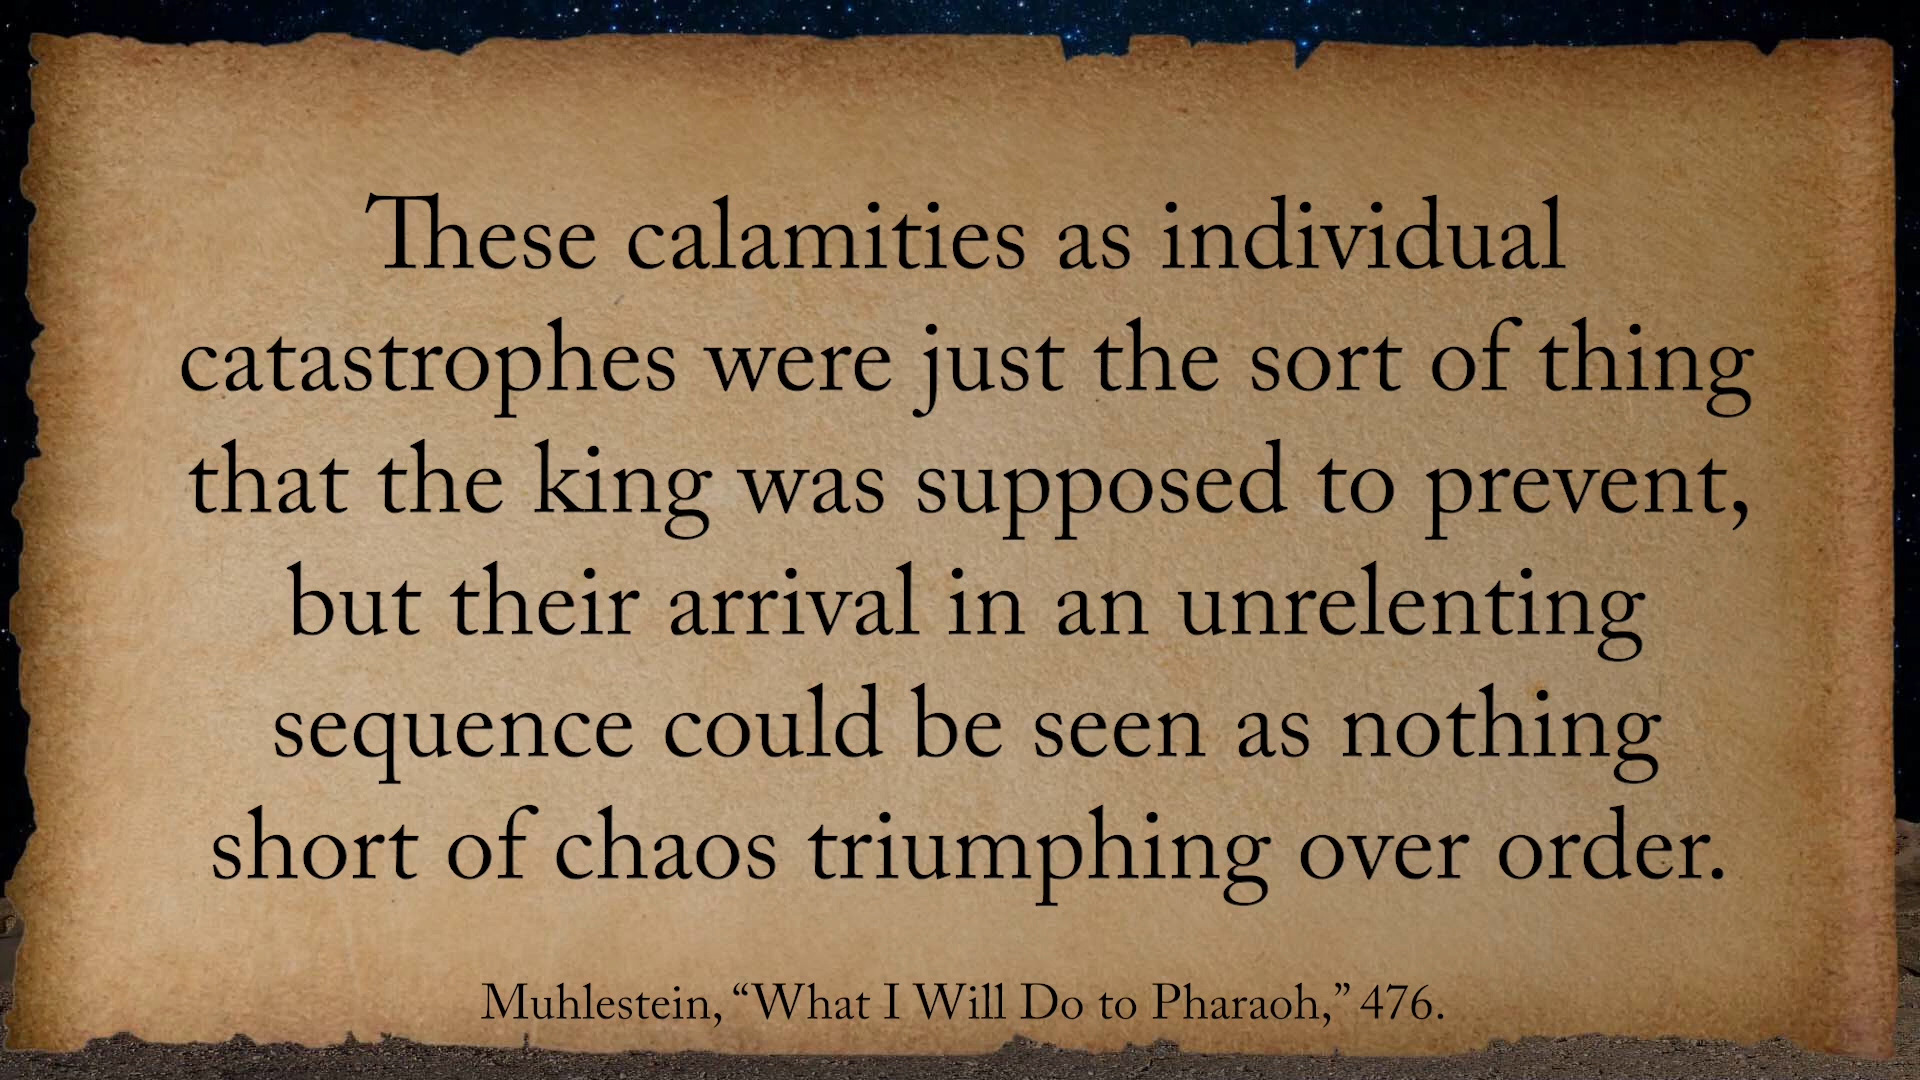 These calamities as individual
catastrophes were just the sort of thing
that the king was supposed to prevent,
but their arrival in an unrelenting
sequence could be seen as nothing
short of chaos triumphing over order.
Muhlestein, “What I Will Do to Pharaoh,” 476.